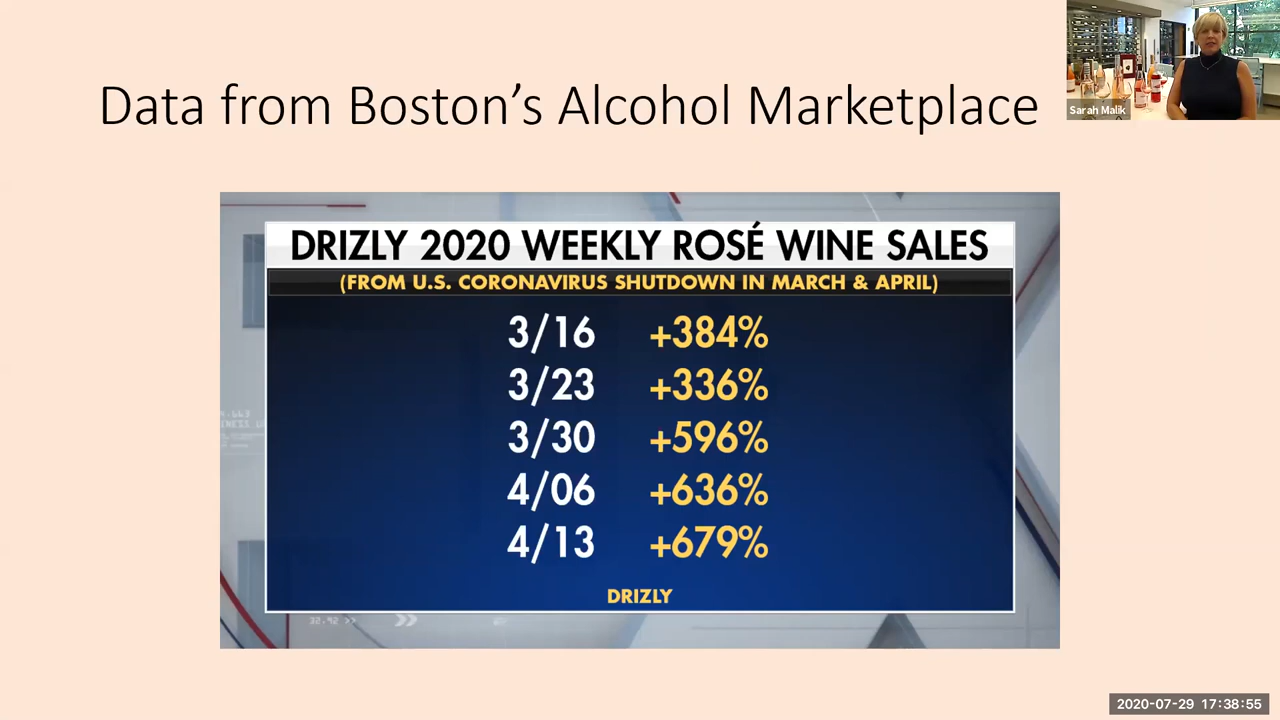 Data from Boston’s Alcohol Marketplace
Sarah Malik
DRIZLY 2020 WEEKLY ROSÉ WINE SALES
(FROM U.S. CORONAVIRUS SHUTDOWN IN MARCH & APRIL)
3/16 +384%
3/23 +336%
3/30 +596%
4/06 +636%
4/13 +679%
DRIZLY
32.42 >>
2020-07-29 17:38:55